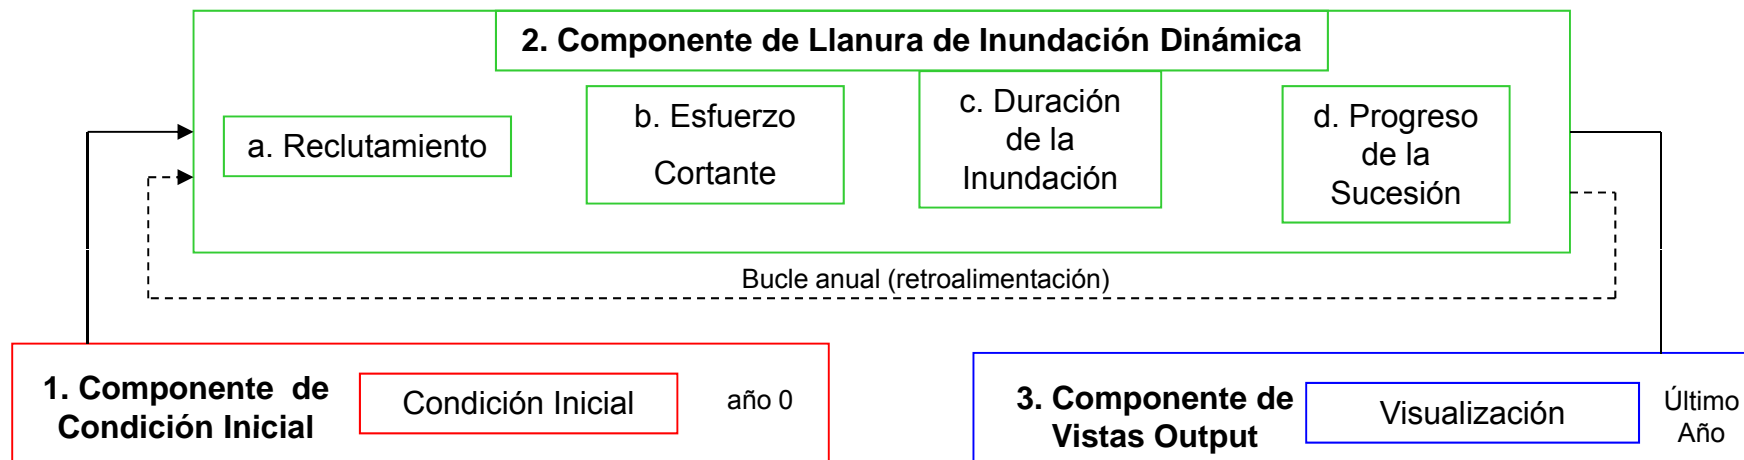 2. Componente de Llanura de Inundación Dinámica
a. Reclutamiento
b. Esfuerzo
Cortante
c. Duración
de la
Inundación
d. Progreso
de la
Sucesión
Bucle anual (retroalimentación)
1. Componente de
Condición Inicial
Condición Inicial
año 0
3. Componente de
Vistas Output
Visualización
Último
Año